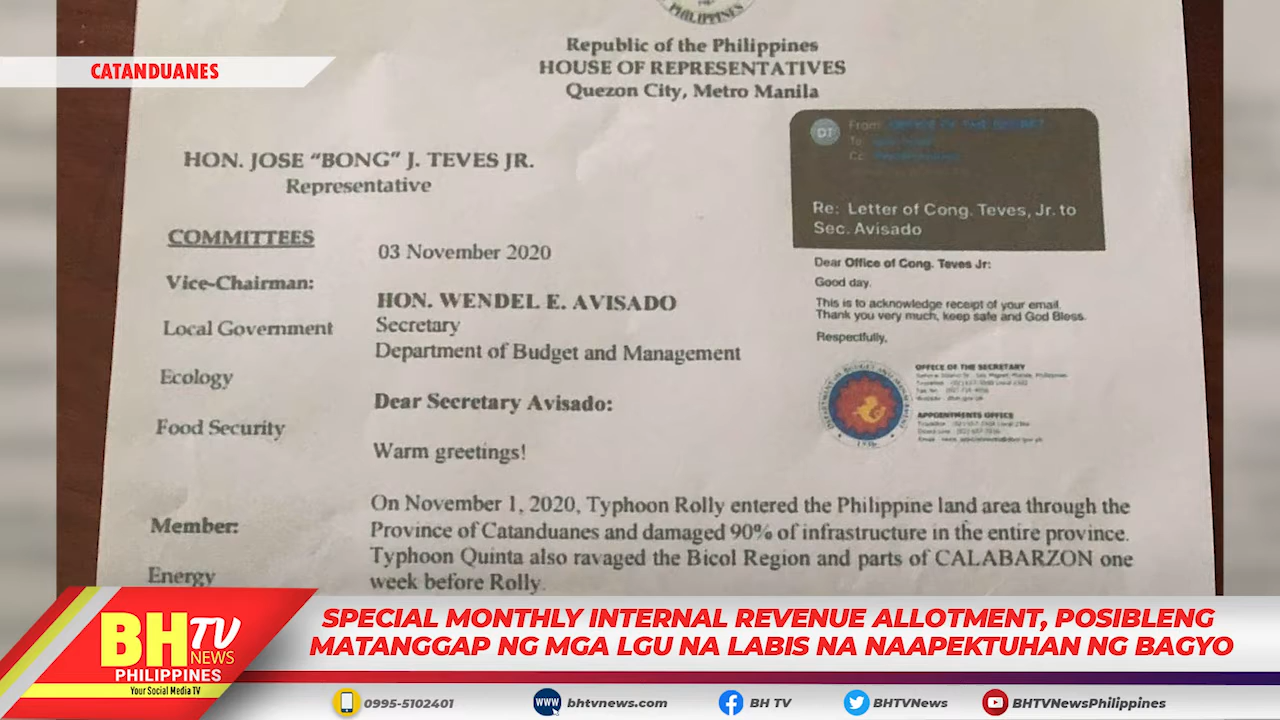 PHILIPPINES
Republic of the Philippines
HOUSE OF REPRESENTATIVES
Quezon City, Metro Manila
CATANDUANES
HON. JOSE “BONG” J. TEVES JR.
Representative
COMMITTEES
Vice-Chairman:
Local Government
Ecology
Food Security
Member:
Energy
03 November 2020
HON. WENDEL E. AVISADO
Secretary
Department of Budget and Management
Dear Secretary Avisado:
Warm greetings!
On November 1, 2020, Typhoon Rolly entered the Philippine land area through the
Province of Catanduanes and damaged 90% of infrastructure in the entire province.
Typhoon Quinta also ravaged the Bicol Region and parts of CALABARZON one
week before Rolly.
DT
From:
To:
Cc:
Re: Letter of Cong. Teves, Jr. to
Sec. Avisado
Dear Office of Cong. Teves Jr:
Good day.
This is to acknowledge receipt of your email.
Thank you very much, keep safe and God Bless.
Respectfully,
OFFICE OF THE SECRETARY
APPOINTMENTS OFFICE
BH TV
NEWS
PHILIPPINES
Your Social Media TV
SPECIAL MONTHLY INTERNAL REVENUE ALLOTMENT, POSIBLENG
MATANGGAP NG MGA LGU NA LABIS NA NAAPEKTUHAN NG BAGYO
0995-5102401
WWW
bhtvnews.com
BH TV
BHTVNews
BHTVNewsPhilippines